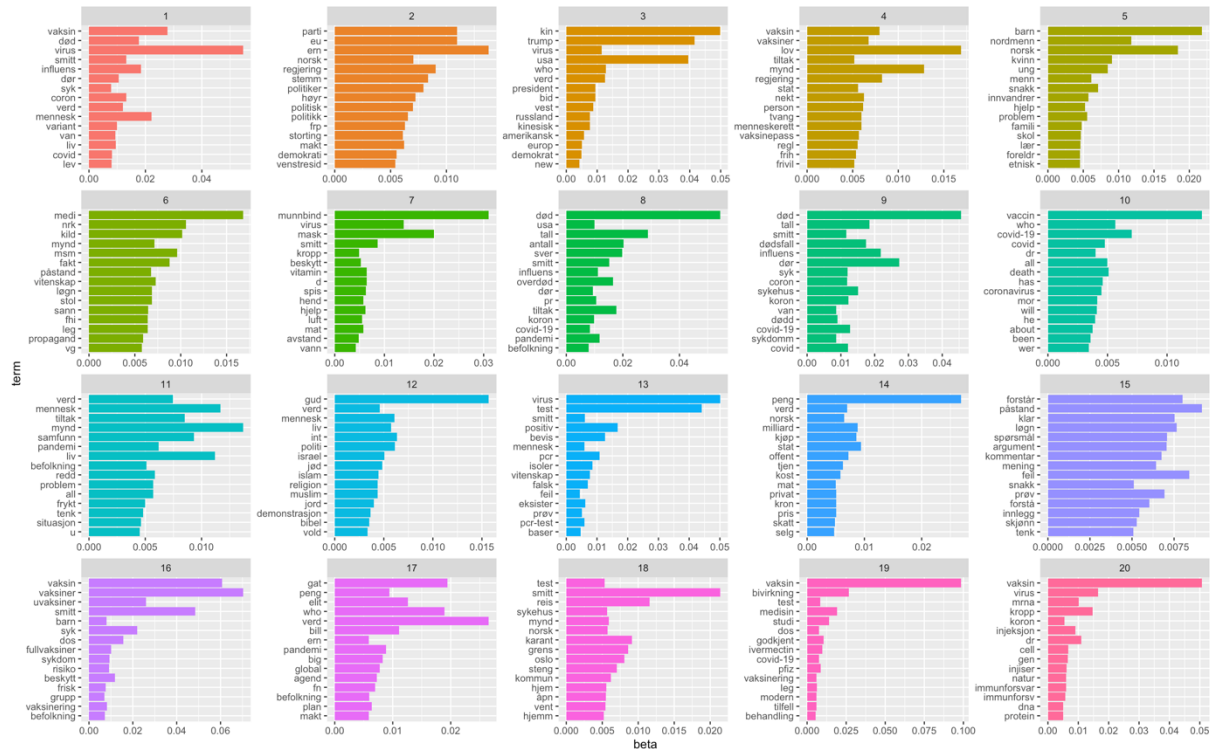 1
vaksin
død
virus
smitt
influens
dør
syk
coron
verd
mennesk
variant
van
liv
covid
lev
0.00 0.02 0.04
2
parti
eu
ern
norsk
regjering
stemm
politiker
høyr
politisk
politikk
frp
storting
makt
demokrati
venstresid
0.000 0.005 0.010
3
kin
trump
virus
usa
who
verd
president
bid
vest
russland
kinesisk
amerikansk
europ
demokrat
new
0.00 0.01 0.02 0.03 0.04 0.05
4
vaksin
vaksiner
lov
tiltak
mynd
regjering
stat
nekt
person
tvang
menneskerett
vaksinepass
regl
frih
frivil
0.000 0.005 0.010 0.015
5
barn
nordmenn
norsk
kvinn
ung
menn
snakk
innvandrer
hjelp
problem
famili
skol
lær
foreldr
etnisk
0.000 0.005 0.010 0.015 0.020
6
medi
nrk
kild
mynd
msm
fakt
påstand
vitenskap
løgn
stol
sann
fhi
leg
propagand
vg
0.000 0.005 0.010 0.015
7
munnbind
virus
mask
smitt
kropp
beskytt
vitamin
d
spis
hend
hjelp
luft
mat
avstand
vann
0.00 0.01 0.02 0.03
8
død
usa
tall
antall
sver
smitt
influens
overdød
dør
pr
tiltak
koron
covid-19
pandemi
befolkning
0.00 0.02 0.04
9
død
tall
smitt
dødsfall
influens
dør
syk
coron
sykehus
koron
van
dødd
covid-19
sykdomm
covid
0.00 0.01 0.02 0.03 0.04
10
vaccin
who
covid-19
covid
dr
all
death
has
coronavirus
mor
will
he
about
been
wer
0.000 0.005 0.010
11
verd
mennesk
tiltak
mynd
samfunn
pandemi
liv
befolkning
redd
problem
all
frykt
tenk
situasjon
u
0.000 0.005 0.010
12
gud
verd
mennesk
liv
int
politi
israel
jød
islam
religion
muslim
jord
demonstrasjon
bibel
vold
0.000 0.005 0.010 0.015
13
virus
test
smitt
positiv
bevis
mennesk
pcr
isoler
vitenskap
falsk
feil
eksister
prøv
pcr-test
baser
0.00 0.01 0.02 0.03 0.04 0.05
14
peng
verd
norsk
milliard
kjøp
stat
offent
tjen
kost
mat
privat
kron
pris
skatt
selg
0.00 0.01 0.02
15
forstår
påstand
klar
løgn
spørsmål
argument
kommentar
mening
feil
snakk
prøv
forstå
innlegg
skjønn
tenk
0.0000 0.0025 0.0050 0.0075
16
vaksin
vaksiner
uvaksiner
smitt
barn
syk
dos
fullvaksiner
sykdom
risiko
beskytt
frisk
grupp
vaksinering
befolkning
0.00 0.02 0.04 0.06
17
gat
peng
elit
who
verd
bill
ern
pandemi
big
global
agend
fn
befolkning
plan
makt
0.00 0.01 0.02
18
test
smitt
reis
sykehus
mynd
norsk
karant
grens
oslo
steng
kommun
hjem
åpn
vent
hjemm
0.000 0.005 0.010 0.015 0.020
19
vaksin
bivirkning
test
medisin
studi
dos
godkjent
ivermectin
covid-19
pfiz
vaksinering
leg
modern
tilfell
behandling
0.000 0.025 0.050 0.075 0.100
20
vaksin
virus
mrna
kropp
koron
injeksjon
dr
cell
gen
injiser
natur
immunforsvar
immunforsv
dna
protein
0.00 0.01 0.02 0.03 0.04 0.05
term
beta